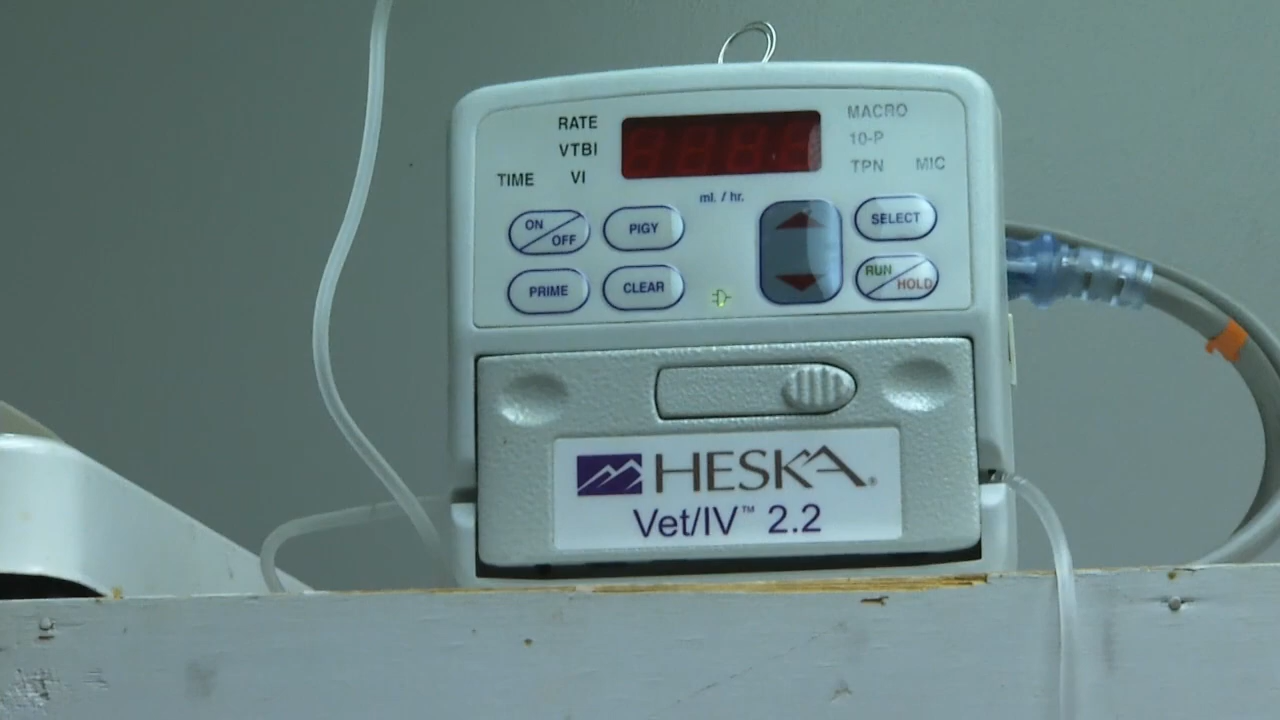 RATE
VTBI
TIME VI
MACRO
10-P
TPN MIC
ml. / hr.
ON OFF
PIGY
SELECT
PRIME
CLEAR
RUN HOLD
HESKA®
Vet/IV™ 2.2